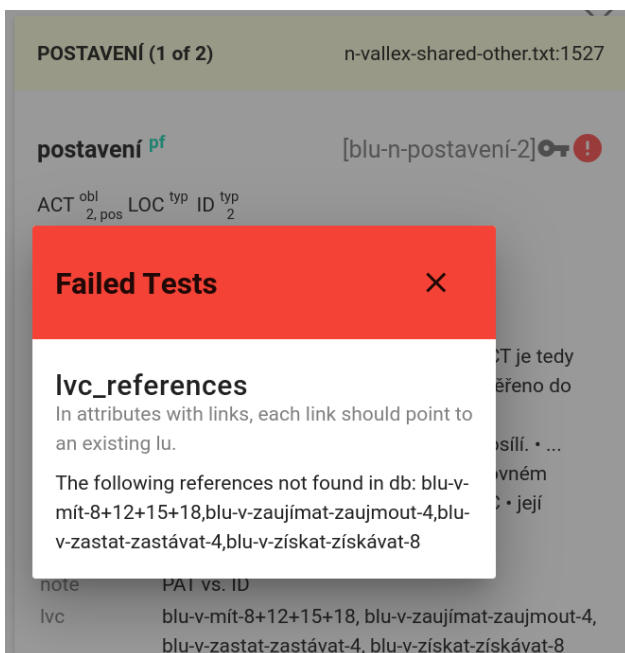 POSTAVENÍ (1 of 2) n-vallex-shared-other.txt:1527
postavení pf [blu-n-postavení-2]
ACT obl 2, pos LOC typ ID typ 2
Failed Tests
lvc_references
In attributes with links, each link should point to
an existing lu.
The following references not found in db: blu-v-
mít-8+12+15+18,blu-v-zaujímat-zaujmout-4,blu-
v-zastat-zastávat-4,blu-v-získat-získávat-8
CT je tedy
ěřeno do
osílí. • ...
vném
C • její
note PAT vs. ID
lvc blu-v-mít-8+12+15+18, blu-v-zaujímat-zaujmout-4,
blu-v-zastat-zastávat-4, blu-v-získat-získávat-8